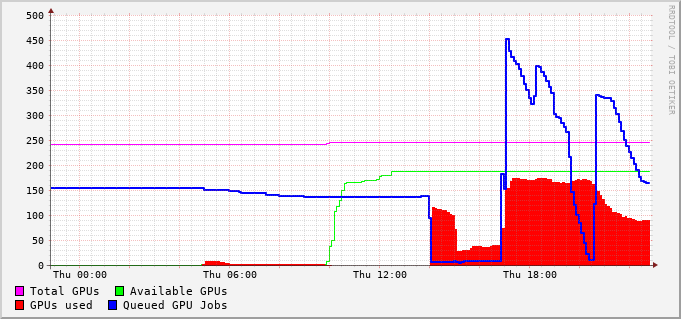 500
450
400
350
300
250
200
150
100
50
0
Thu 00:00 Thu 06:00 Thu 12:00 Thu 18:00
Total GPUs Available GPUs
GPUs used Queued GPU Jobs
RRDTOOL / TOBI OETIKER